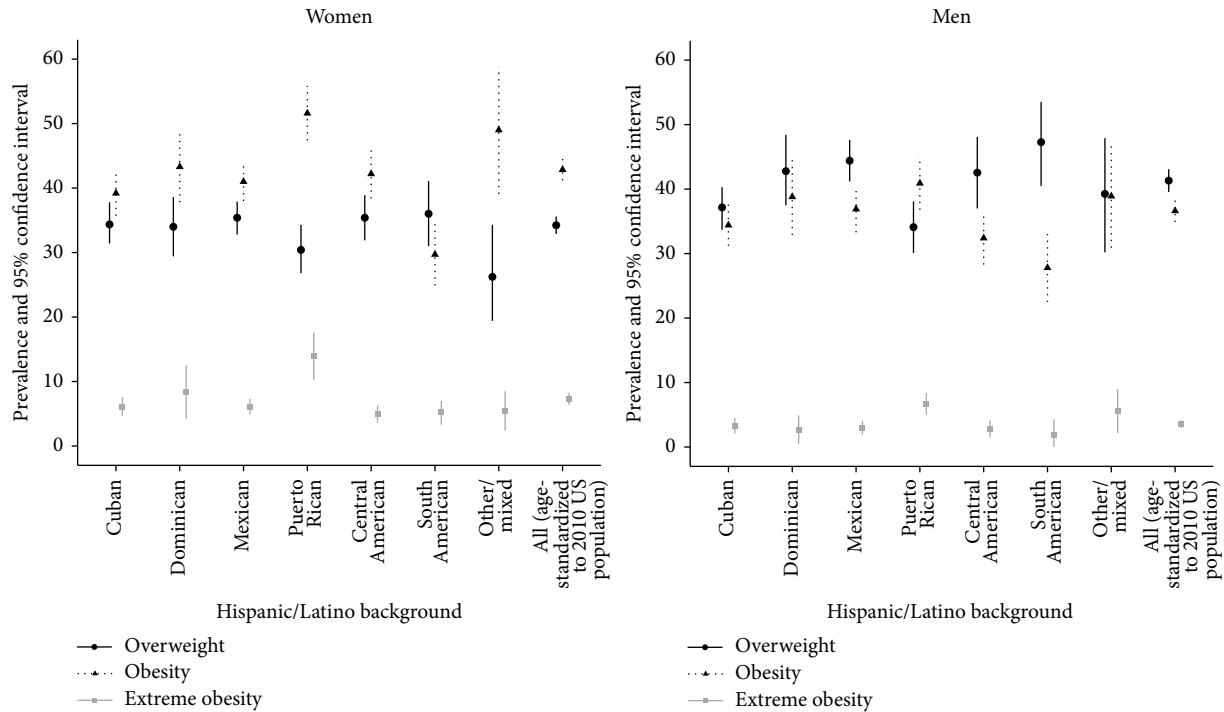 Women
Prevalence and 95% confidence interval
60
50
40
30
20
10
0
Cuban
Dominican
Mexican
Puerto
Rican
Central
American
South
American
Other/
mixed
All (age-
standardized
to 2010 US
population)
Hispanic/Latino background
Overweight
Obesity
Extreme obesity
Men
Prevalence and 95% confidence interval
60
50
40
30
20
10
0
Cuban
Dominican
Mexican
Puerto
Rican
Central
American
South
American
Other/
mixed
All (age-
standardized
to 2010 US
population)
Hispanic/Latino background
Overweight
Obesity
Extreme obesity